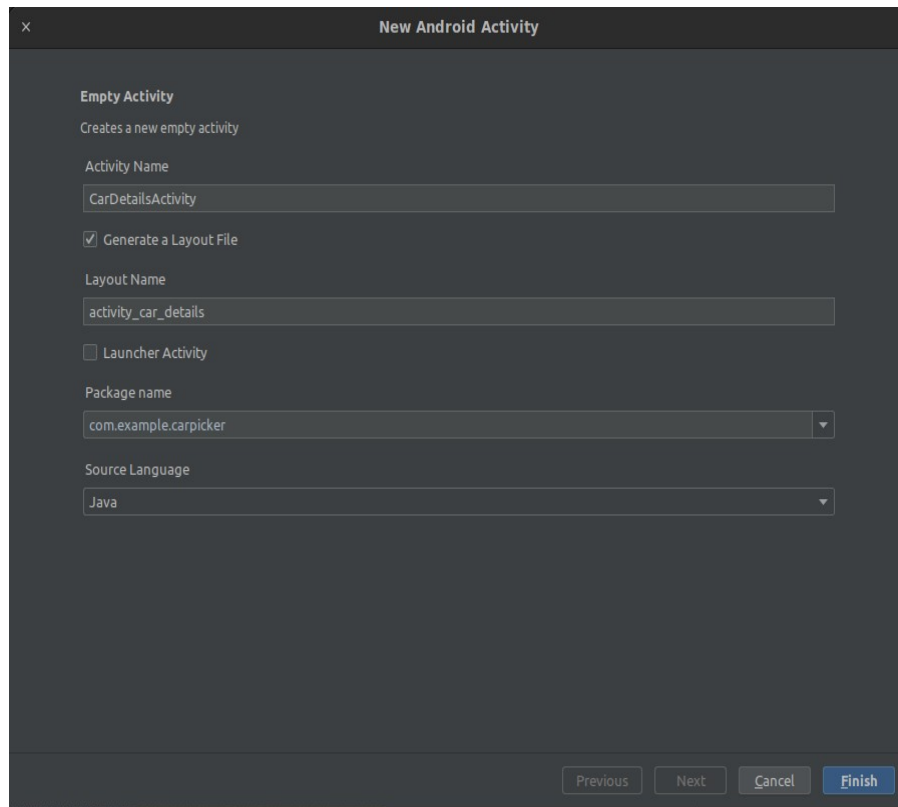 New Android Activity
Empty Activity
Creates a new empty activity
Activity Name
CarDetailsActivity
Generate a Layout File
Layout Name
activity_car_details
Launcher Activity
Package name
com.example.carpicker
Source Language
Java
Previous Next Cancel Finish